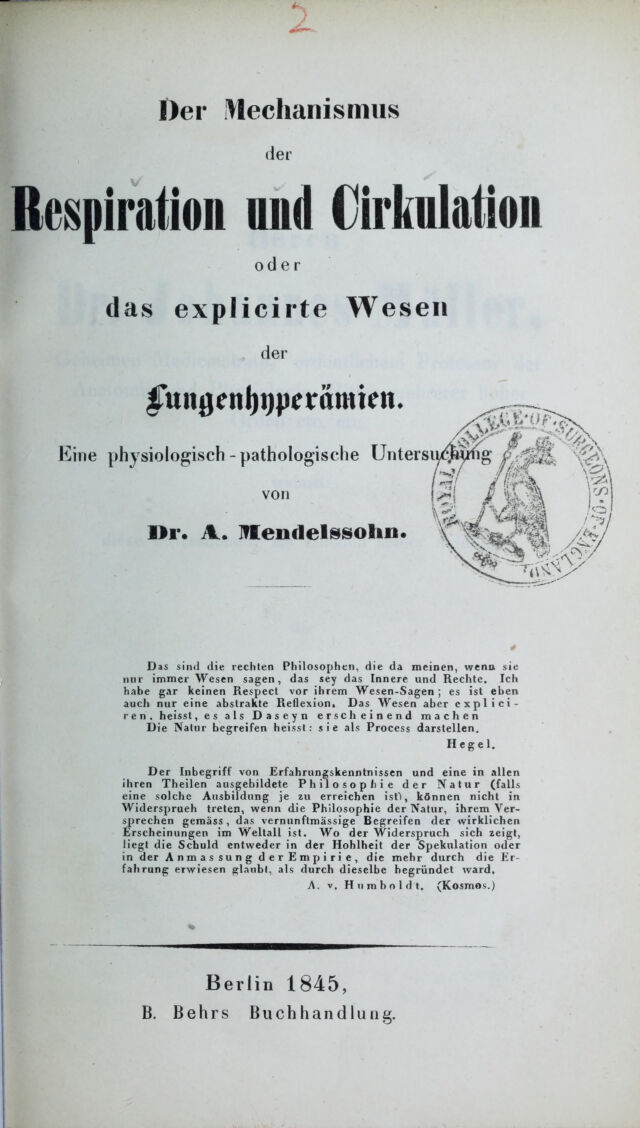 2
Der Mechanismus
der
Respiration und Cirkulation
oder
das explicirte Wesen
der
Lungenhyperämien.
Eine physiologisch-pathologische Untersuchung
von
Dr. A. Mendelssohn.
ROYAL·COLLEGE·OF·SURGEONS·OF·ENGLAND·
Das sind die rechten Philosophen, die da meinen, wenn sie
nur immer Wesen sagen, das sey das Innere und Rechte. Ich
habe gar keinen Respect vor ihrem Wesen-Sagen; es ist eben
auch nur eine abstrakte Reflexion. Das Wesen aber explici-
ren, heisst, es als Daseyn erscheinend machen
Die Natur begreifen heisst: sie als Process darstellen.
Hegel.
Der Inbegriff von Erfahrungskenntnissen und eine in allen
ihren Theilen ausgebildete Philosophie der Natur (falls
eine solche Ausbildung je zu erreichen ist), können nicht in
Widersprueh treten, wenn die Philosophie der Natur, ihrem Ver-
sprechen gemäss, das vernunftmässige Begreifen der wirklichen
Erscheinungen im Weltall ist. Wo der Widerspruch sich zeigt,
liegt die Schuld entweder in der Hohlheit der Spekulation oder
in der Anmassung der Empirie, die mehr durch die Er-
fahrung erwiesen glaubt, als durch dieselbe begründet ward.
A. v. Humboldt. (Kosmos.)
Berlin 1845,
B. Behrs Buchhandlung.